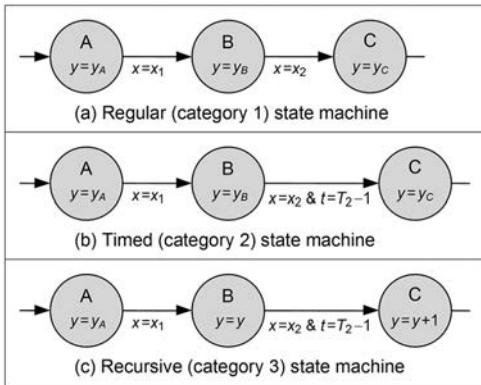 A B C
y=y_A x=x_1 y=y_B x=x_2 y=y_C
(a) Regular (category 1) state machine
A B C
y=y_A x=x_1 y=y_B x=x_2 & t=T_2–1 y=y_C
(b) Timed (category 2) state machine
A B C
y=y_A x=x_1 y=y x=x_2 & t=T_2–1 y=y+1
(c) Recursive (category 3) state machine